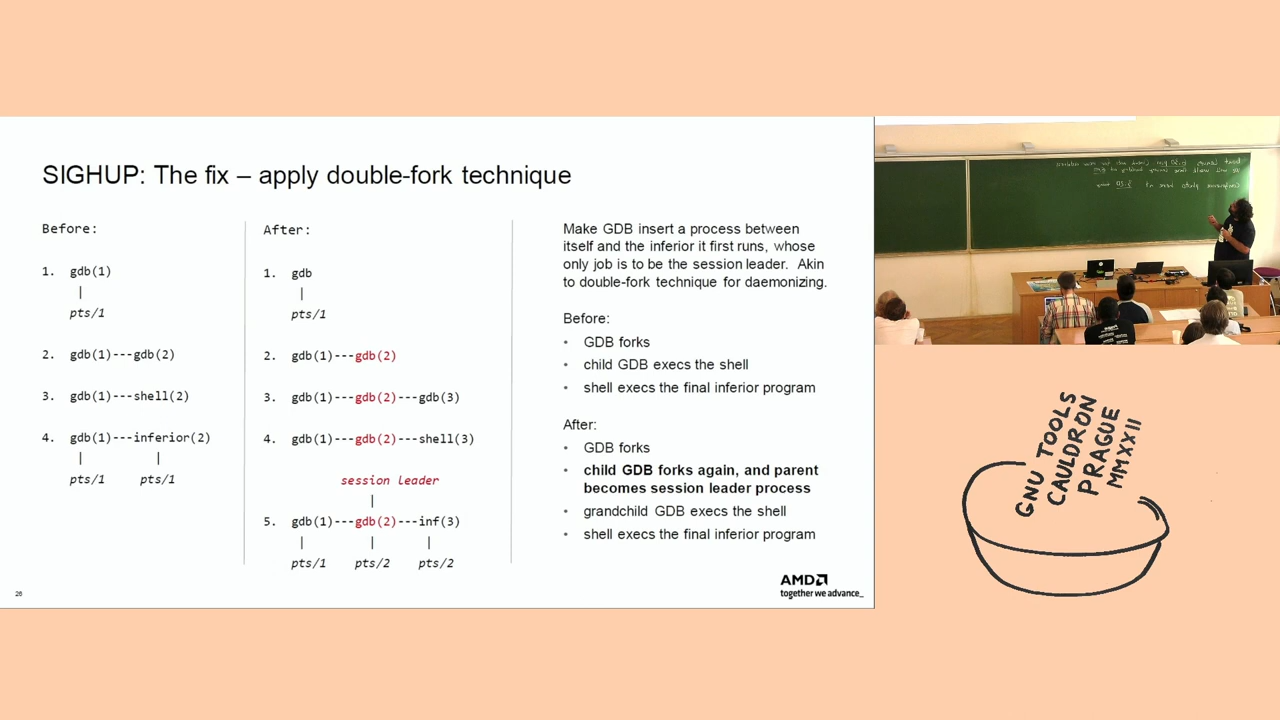 SIGHUP: The fix – apply double-fork technique
Before:
1. gdb(1)
|
pts/1
2. gdb(1)---gdb(2)
3. gdb(1)---shell(2)
4. gdb(1)---inferior(2)
| |
pts/1 pts/1
After:
1. gdb
|
pts/1
2. gdb(1)---gdb(2)
3. gdb(1)---gdb(2)---gdb(3)
4. gdb(1)---gdb(2)---shell(3)
session leader
|
5. gdb(1)---gdb(2)---inf(3)
| | |
pts/1 pts/2 pts/2
Make GDB insert a process between
itself and the inferior it first runs, whose
only job is to be the session leader. Akin
to double-fork technique for daemonizing.
Before:
• GDB forks
• child GDB execs the shell
• shell execs the final inferior program
After:
• GDB forks
• child GDB forks again, and parent
becomes session leader process
• grandchild GDB execs the shell
• shell execs the final inferior program
26
AMD
together we advance_
GNU TOOLS
CAULDRON
PRAGUE
MMXXII